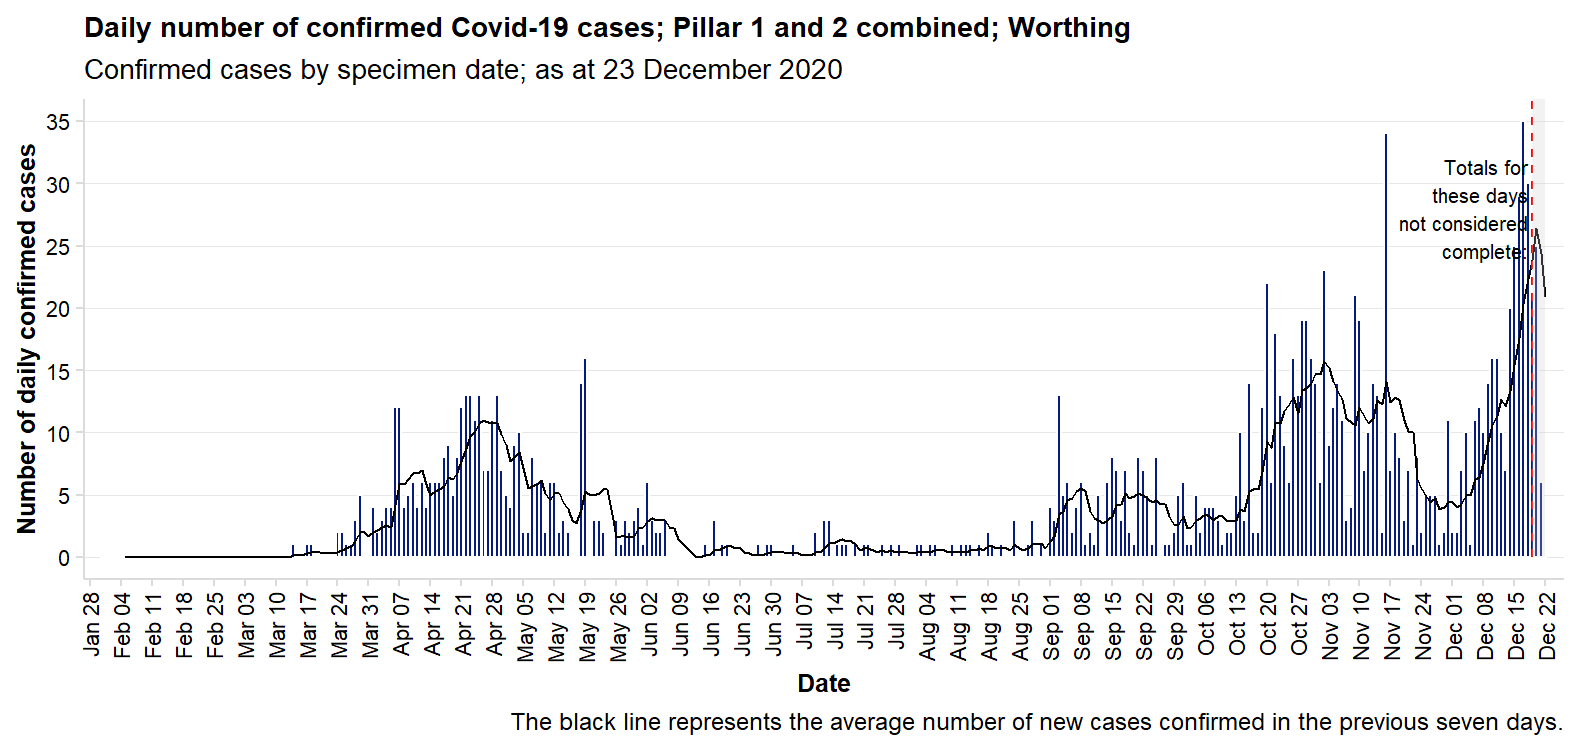 Daily number of confirmed Covid-19 cases; Pillar 1 and 2 combined; Worthing
Confirmed cases by specimen date; as at 23 December 2020
Number of daily confirmed cases
35
30
25
20
15
10
5
0
Totals for
these days
not considered
complete.
Jan 28
Feb 04
Feb 11
Feb 18
Feb 25
Mar 03
Mar 10
Mar 17
Mar 24
Mar 31
Apr 07
Apr 14
Apr 21
Apr 28
May 05
May 12
May 19
May 26
Jun 02
Jun 09
Jun 16
Jun 23
Jun 30
Jul 07
Jul 14
Jul 21
Jul 28
Aug 04
Aug 11
Aug 18
Aug 25
Sep 01
Sep 08
Sep 15
Sep 22
Sep 29
Oct 06
Oct 13
Oct 20
Oct 27
Nov 03
Nov 10
Nov 17
Nov 24
Dec 01
Dec 08
Dec 15
Dec 22
Date
The black line represents the average number of new cases confirmed in the previous seven days.